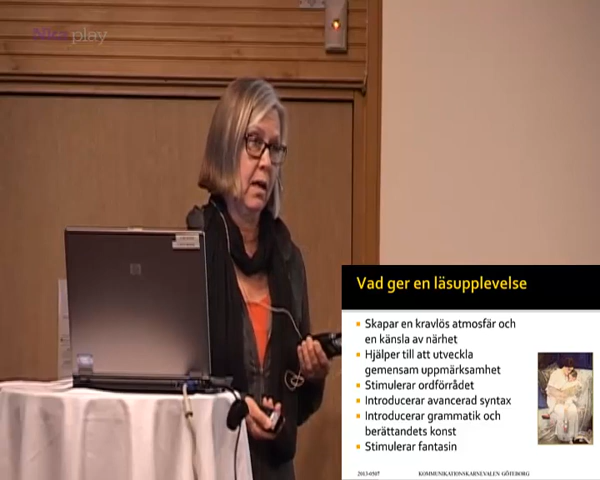 play
Vad ger en läsupplevelse
Skapar en kravlös atmosfär och
en känsla av närhet
Hjälper till att utveckla
gemensam uppmärksamhet
Stimulerar ordförrådet
Introducerar avancerad syntax
Introducerar grammatik och
berättandets konst
Stimulerar fantasin
2013-0507 KOMMUNIKATIONSKARNEVALEN GÖTEBORG